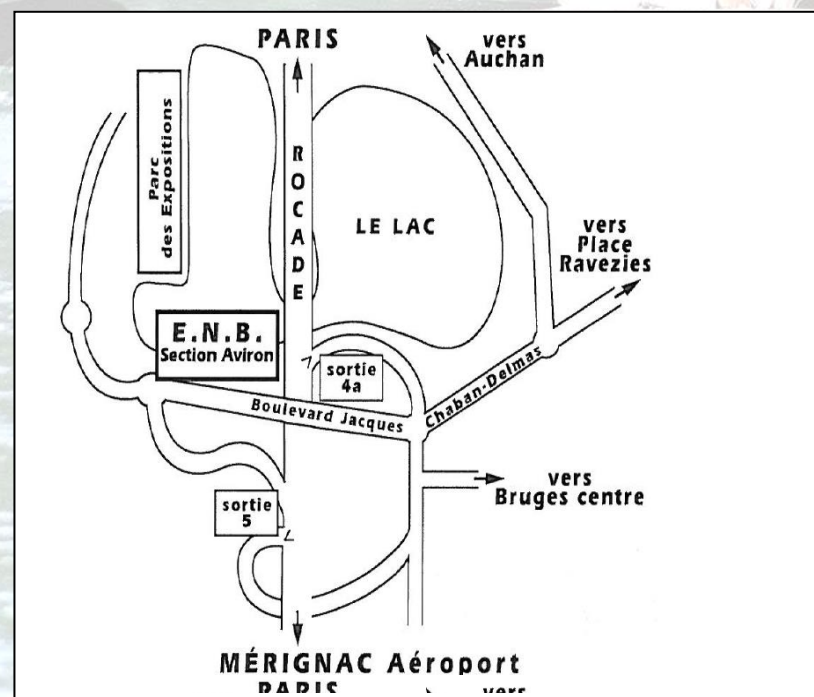 PARIS
vers
Auchan
Parc
des Expositions
ROCADE
LE LAC
vers
Place
Ravezies
E.N.B.
Section Aviron
sortie
4a
Boulevard Jacques
Chaban-Delmas
vers
Bruges centre
sortie
5
MÉRIGNAC Aéroport
PARIS
vers